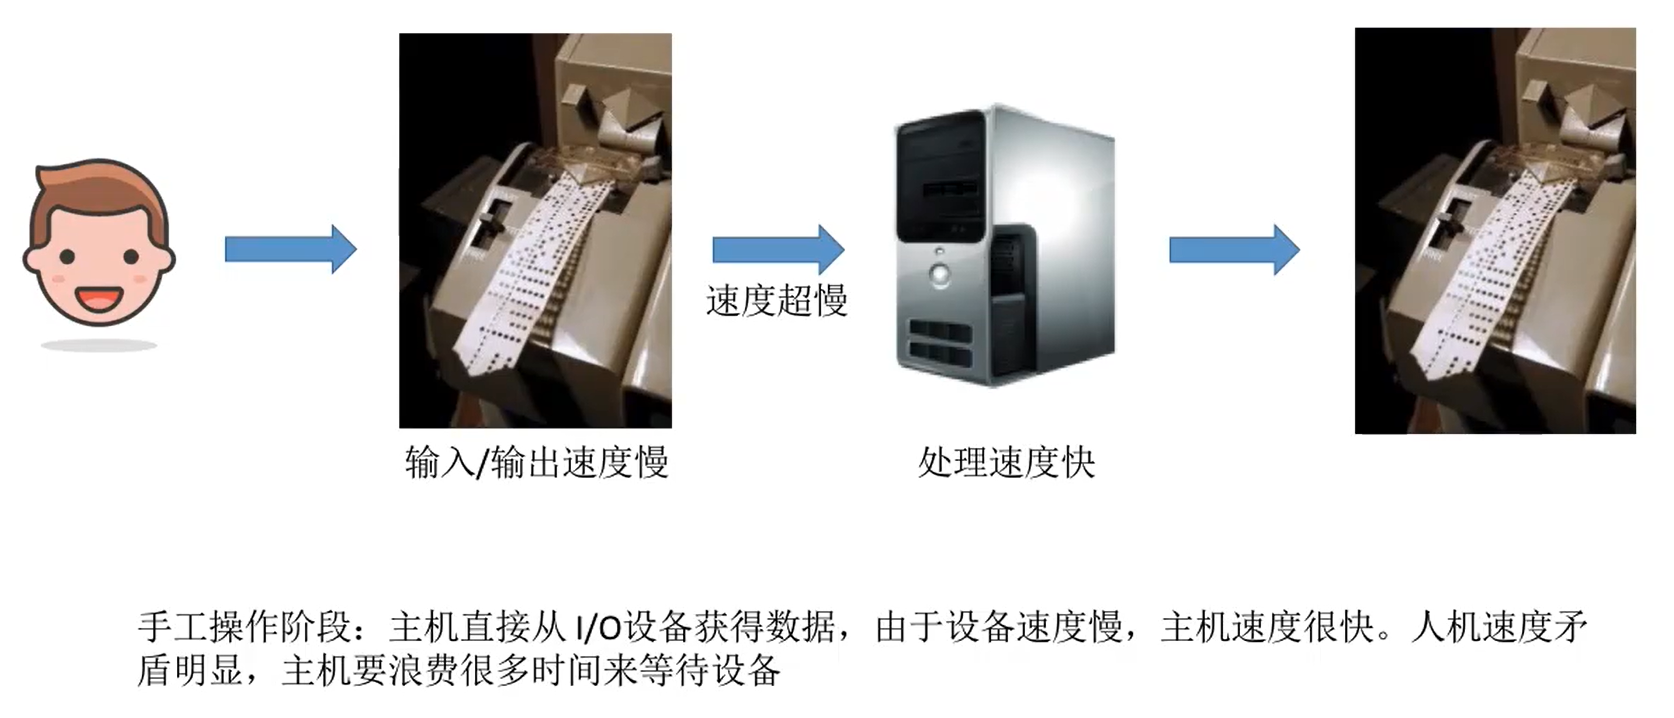 速度超慢
输入/输出速度慢
处理速度快
手工操作阶段：主机直接从 I/O设备获得数据，由于设备速度慢，主机速度很快。人机速度矛
盾明显，主机要浪费很多时间来等待设备